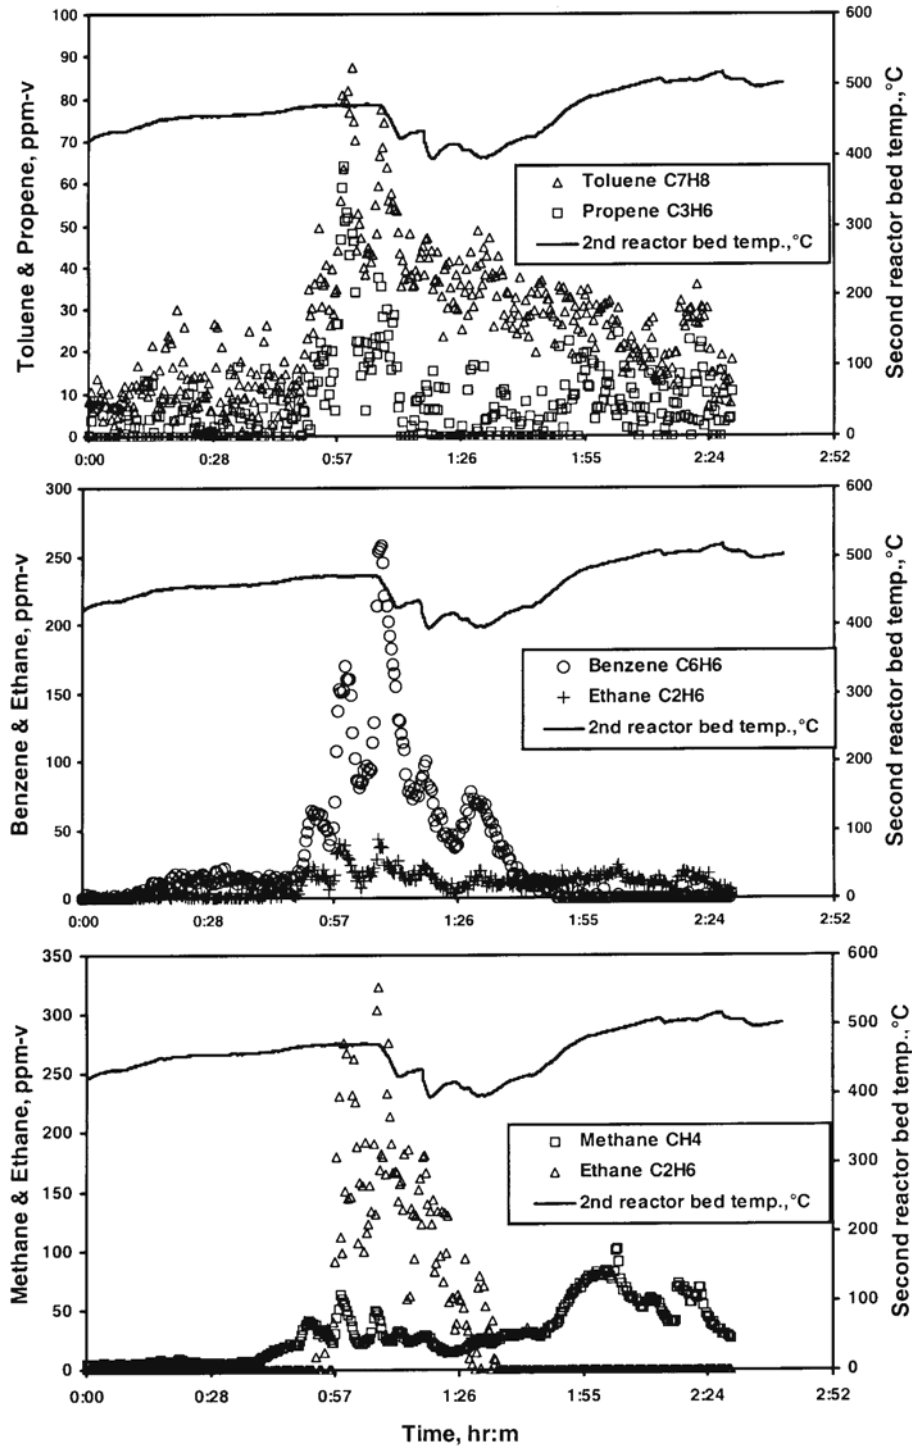 Toluene & Propene, ppm-v
100
90
80
70
60
50
40
30
20
10
0
0:00 0:28 0:57 1:26 1:55 2:24 2:52
600
500
400
300
200
100
0
Second reactor bed temp.,°C
Toluene C7H8
Propene C3H6
2nd reactor bed temp.,°C
Benzene & Ethane, ppm-v
300
250
200
150
100
50
0
0:00 0:28 0:57 1:26 1:55 2:24 2:52
600
500
400
300
200
100
0
Second reactor bed temp.,°C
Benzene C6H6
Ethane C2H6
2nd reactor bed temp.,°C
Methane & Ethane, ppm-v
350
300
250
200
150
100
50
0
0:00 0:28 0:57 1:26 1:55 2:24 2:52
600
500
400
300
200
100
0
Second reactor bed temp.,°C
Methane CH4
Ethane C2H6
2nd reactor bed temp.,°C
Time, hr:m